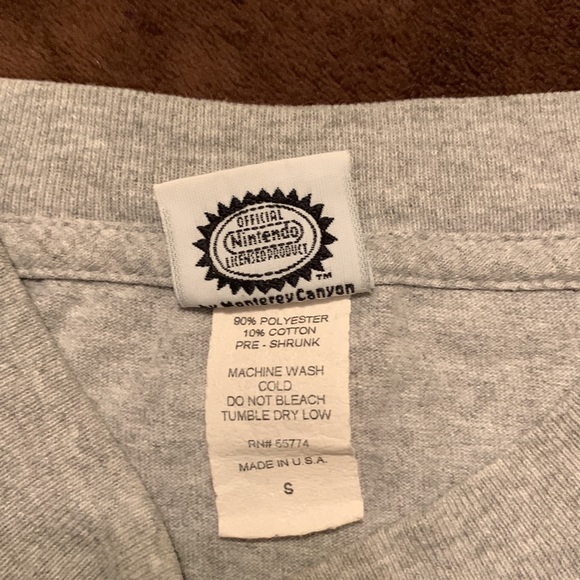 OFFICIAL
Nintendo
LICENSED PRODUCT
TM
by Monterey Canyon
90% POLYESTER
10% COTTON
PRE - SHRUNK
MACHINE WASH
COLD
DO NOT BLEACH
TUMBLE DRY LOW
RN# 65774
MADE IN U.S.A.
S